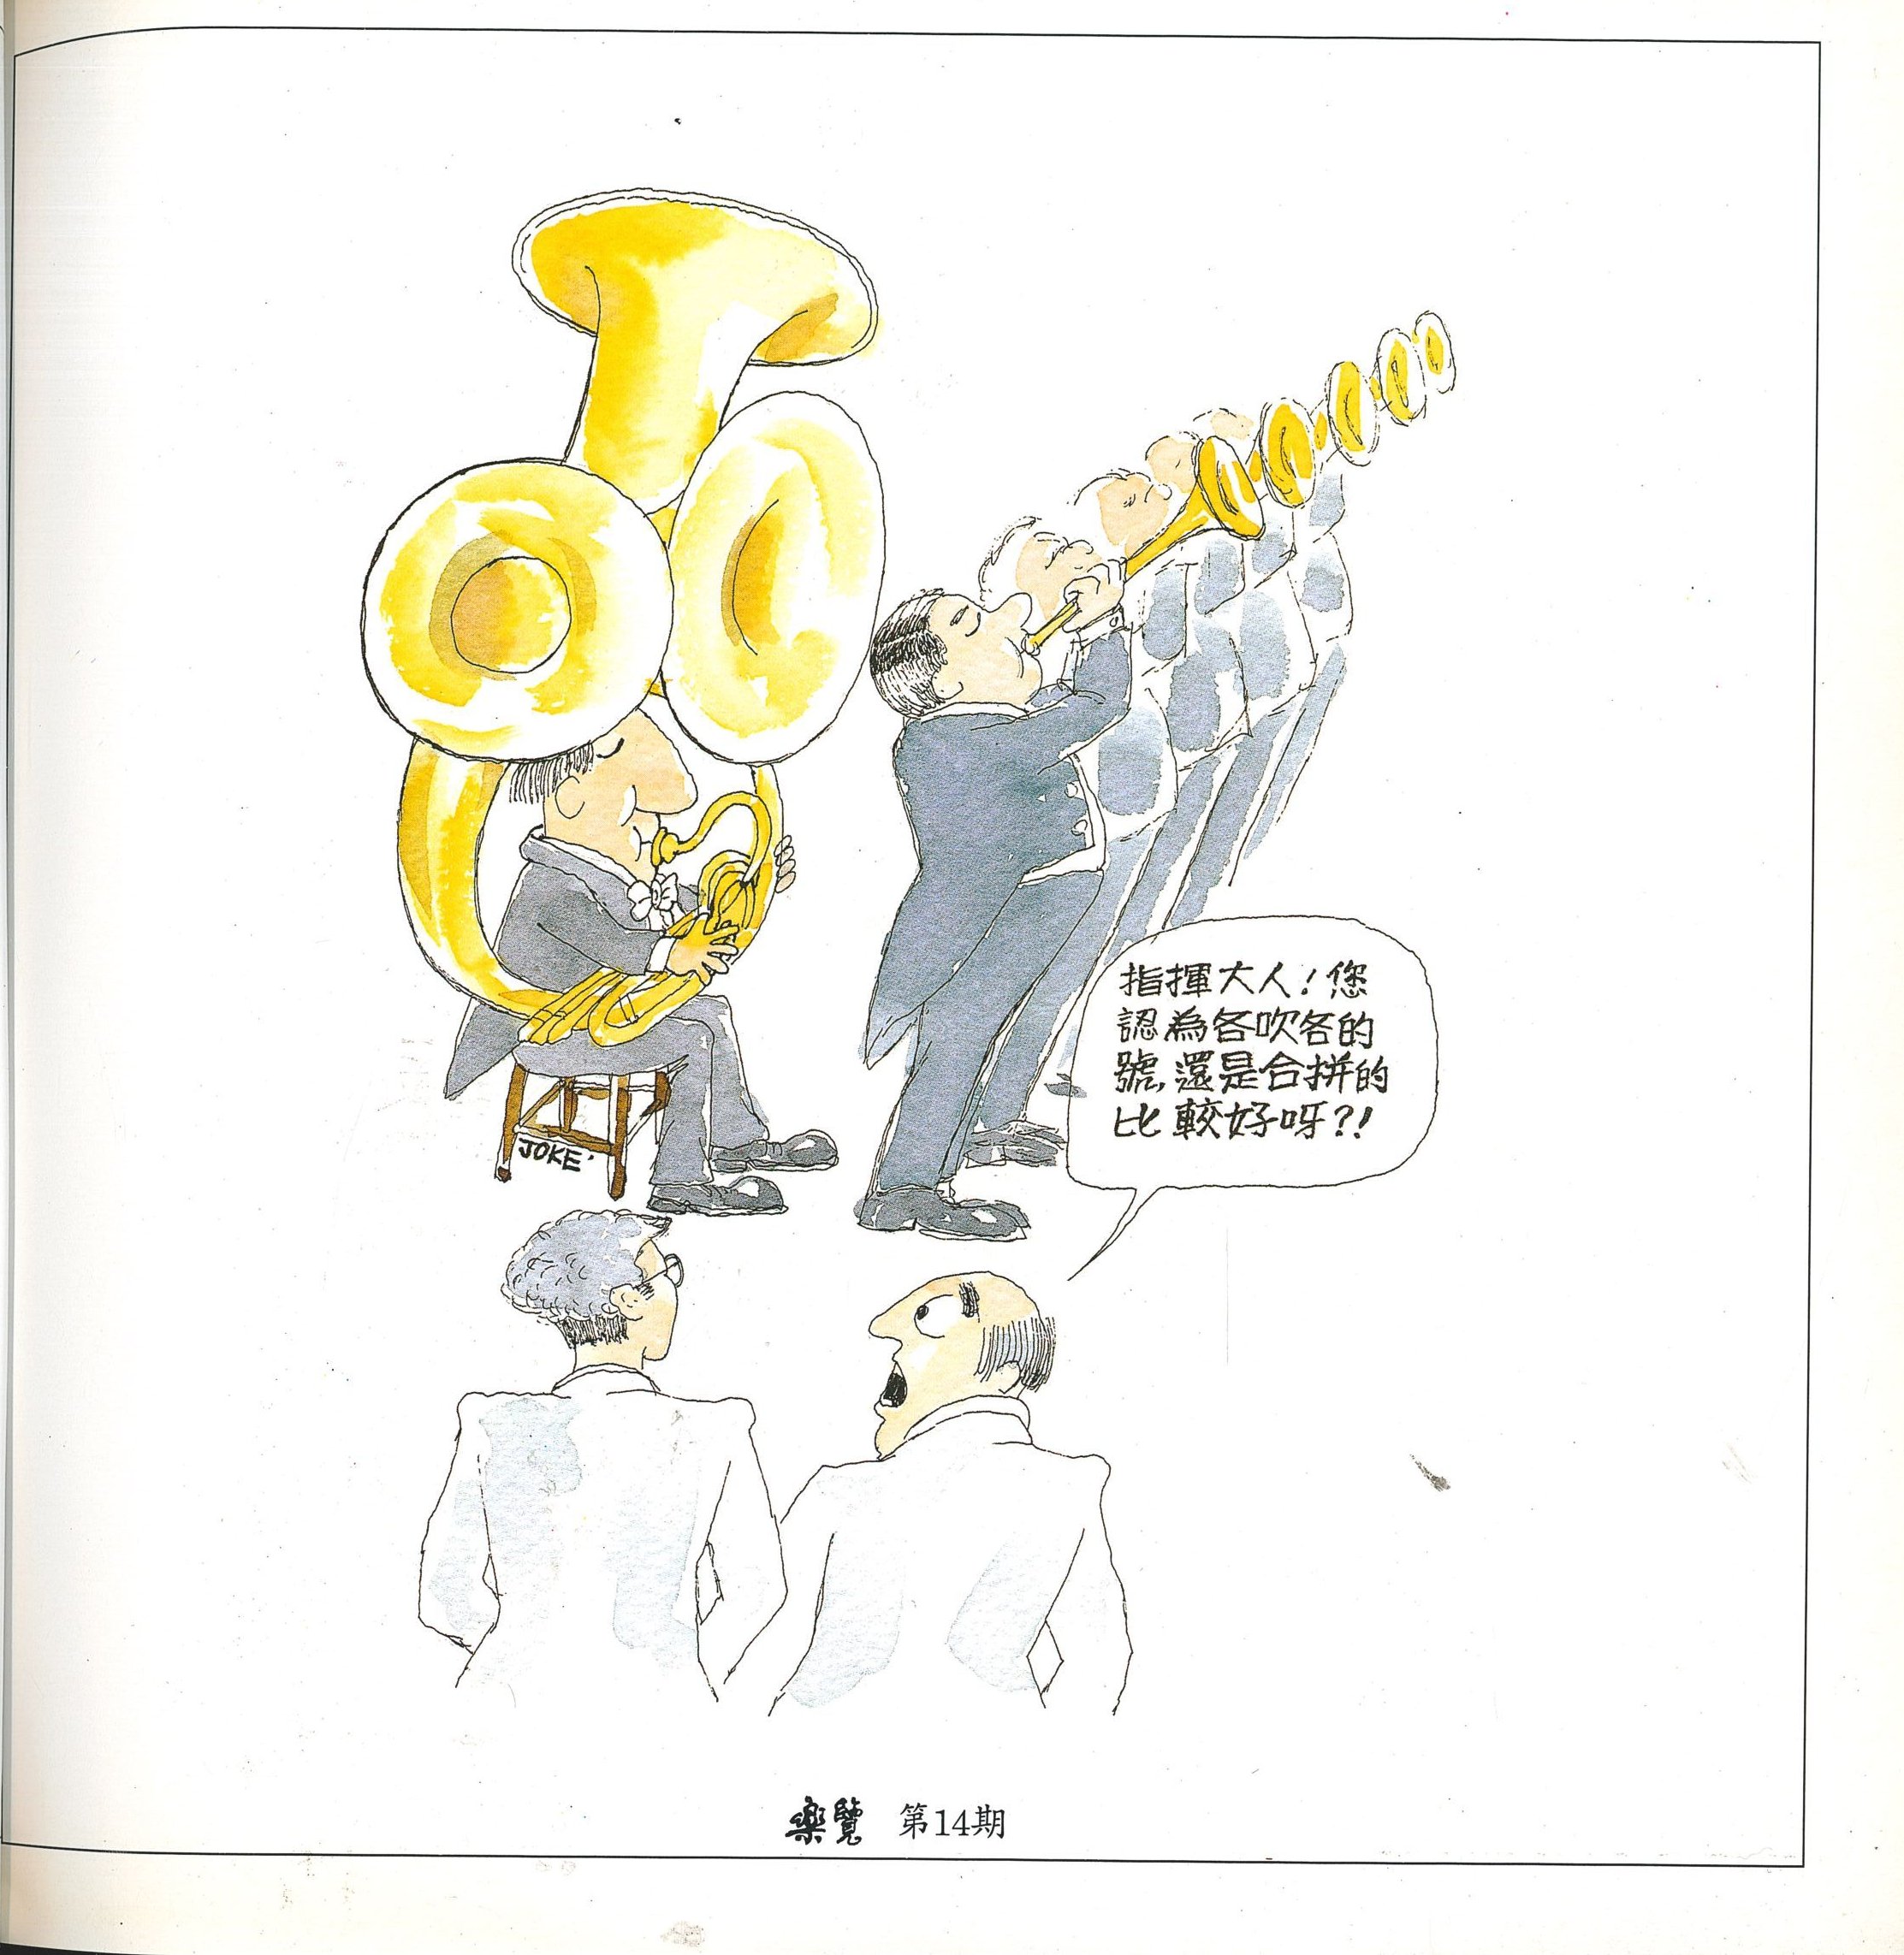 指揮大人！您
認為各吹各的
號，還是合拼的
比較好呀？！
JOKE'
樂覽 第14期